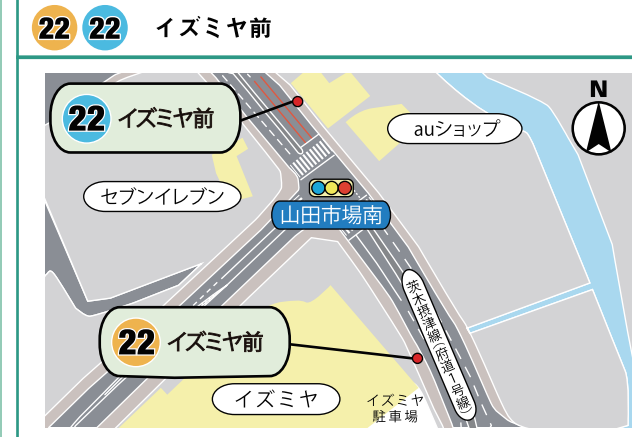 22 22 イズミヤ前
N
22 イズミヤ前
auショップ
セブンイレブン
山田市場南
茨木摂津線(府道1号線)
22 イズミヤ前
イズミヤ
イズミヤ
駐車場